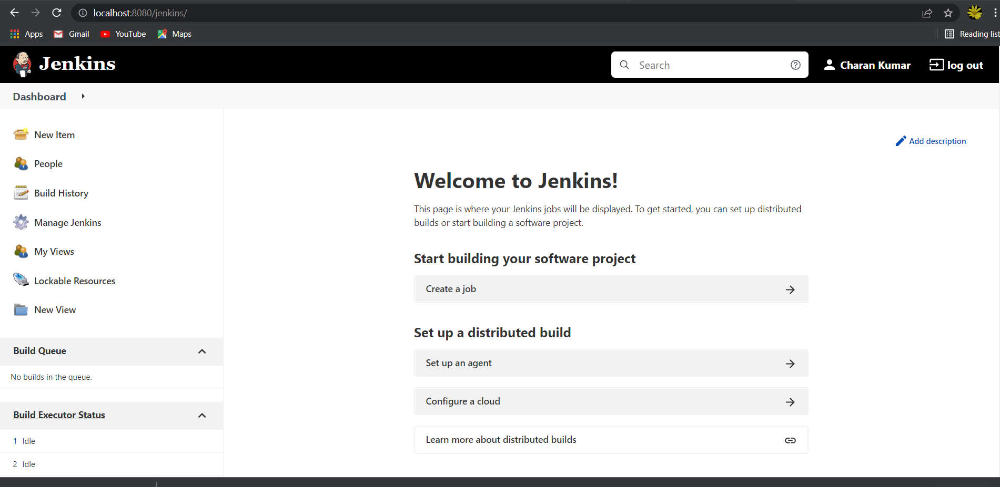 localhost:8080/jenkins/
Apps Gmail YouTube Maps Reading list
Jenkins Search Charan Kumar log out
Dashboard
New Item
People
Build History
Manage Jenkins
My Views
Lockable Resources
New View
Build Queue
No builds in the queue.
Build Executor Status
1 Idle
2 Idle
Add description
Welcome to Jenkins!
This page is where your Jenkins jobs will be displayed. To get started, you can set up distributed
builds or start building a software project.
Start building your software project
Create a job
Set up a distributed build
Set up an agent
Configure a cloud
Learn more about distributed builds